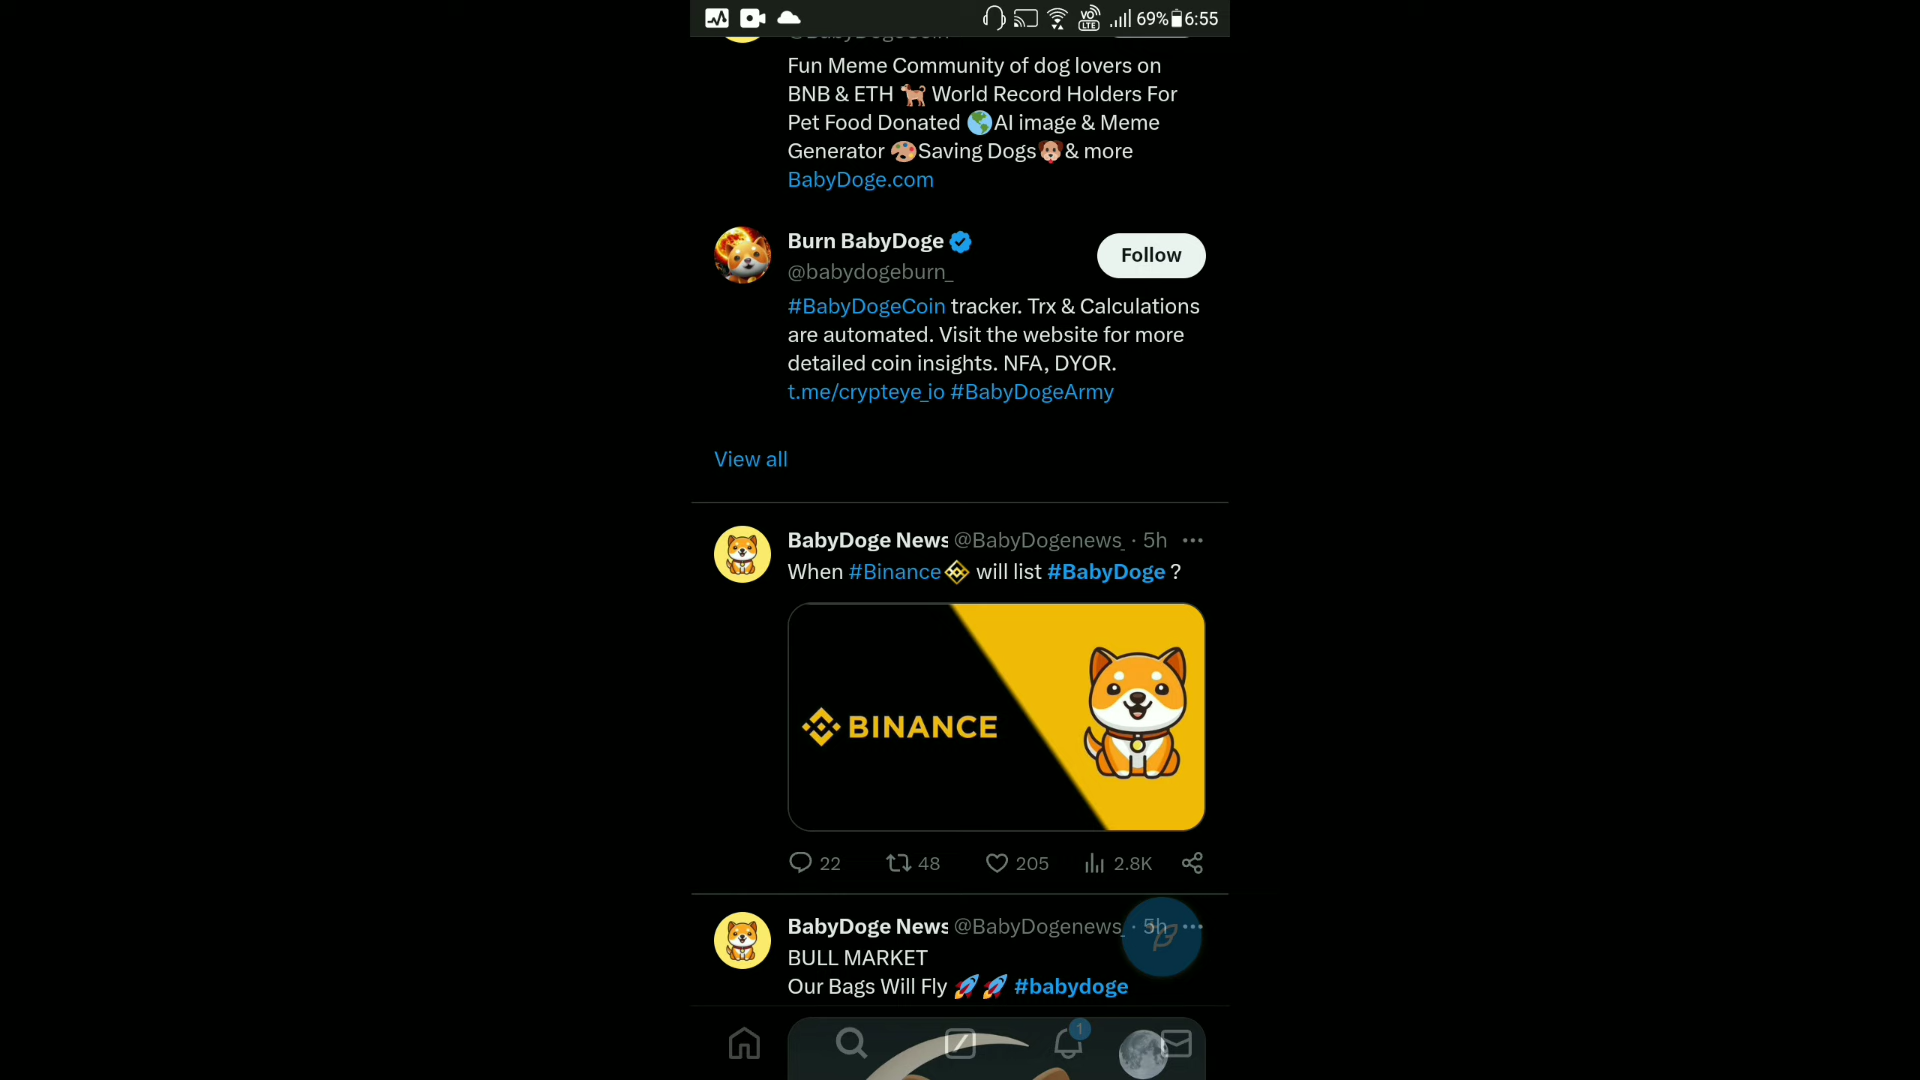 69% 6:55
@BabyDogeCoin
Fun Meme Community of dog lovers on
BNB & ETH 🐕 World Record Holders For
Pet Food Donated 🌎AI image & Meme
Generator 🎨Saving Dogs🐶& more
BabyDoge.com
Burn BabyDoge
@babydogeburn_
Follow
#BabyDogeCoin tracker. Trx & Calculations
are automated. Visit the website for more
detailed coin insights. NFA, DYOR.
t.me/crypteye_io #BabyDogeArmy
View all
BabyDoge News @BabyDogenews_ · 5h
When #Binance will list #BabyDoge ?
BINANCE
22 48 205 2.8K
BabyDoge News @BabyDogenews_ · 5h
BULL MARKET
Our Bags Will Fly 🚀🚀 #babydoge
1